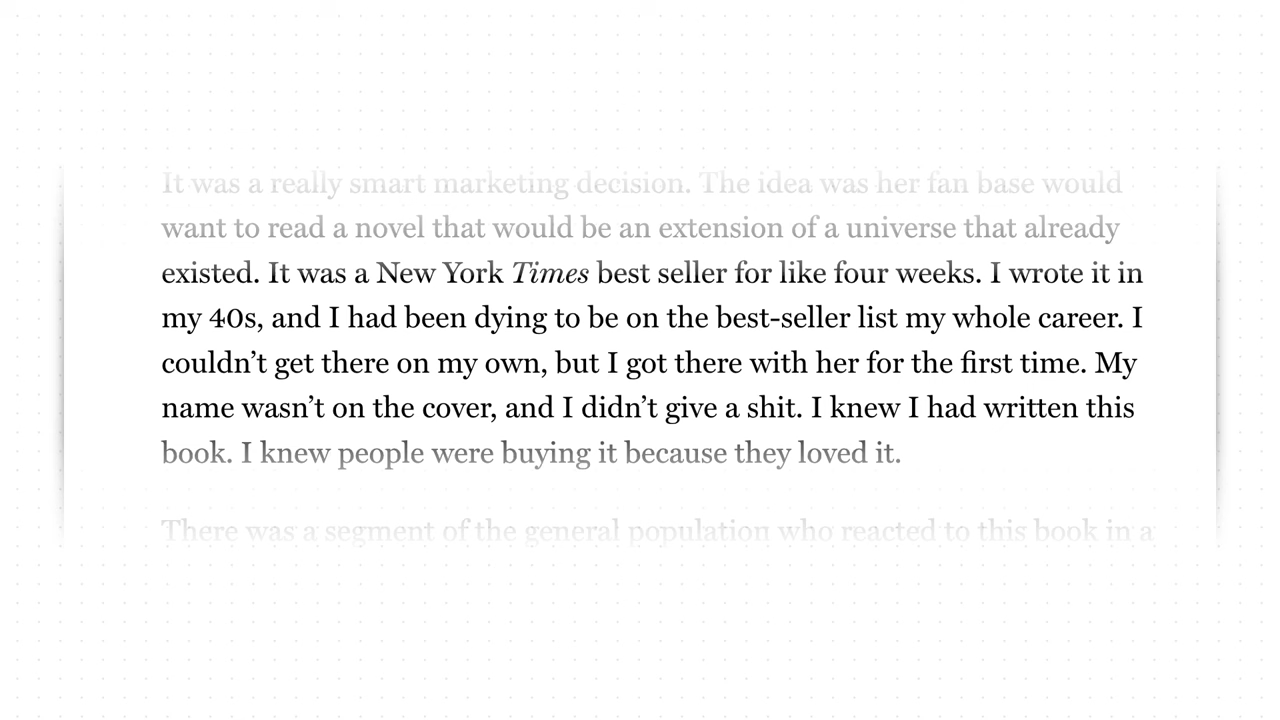 It was a really smart marketing decision. The idea was her fan base would
want to read a novel that would be an extension of a universe that already
existed. It was a New York Times best seller for like four weeks. I wrote it in
my 40s, and I had been dying to be on the best-seller list my whole career. I
couldn’t get there on my own, but I got there with her for the first time. My
name wasn’t on the cover, and I didn’t give a shit. I knew I had written this
book. I knew people were buying it because they loved it.
There was a segment of the general population who reacted to this book in a